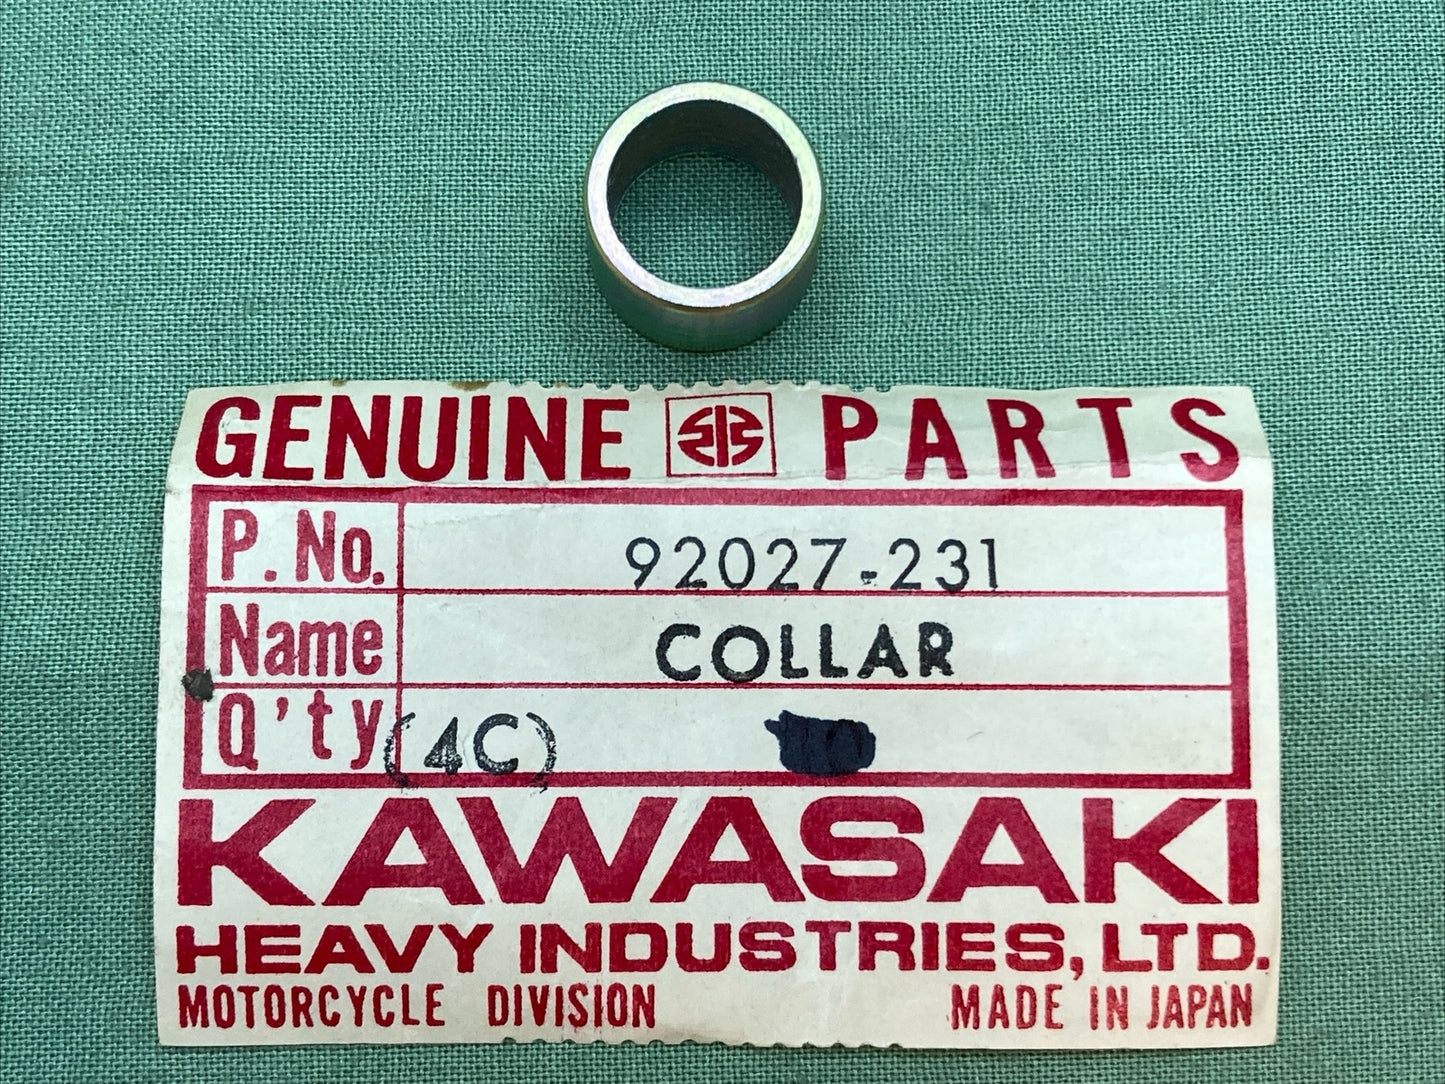 GENUINE PARTS
P. No. 92027-231
Name COLLAR
Q'ty (4C)
KAWASAKI
HEAVY INDUSTRIES, LTD.
MOTORCYCLE DIVISION MADE IN JAPAN